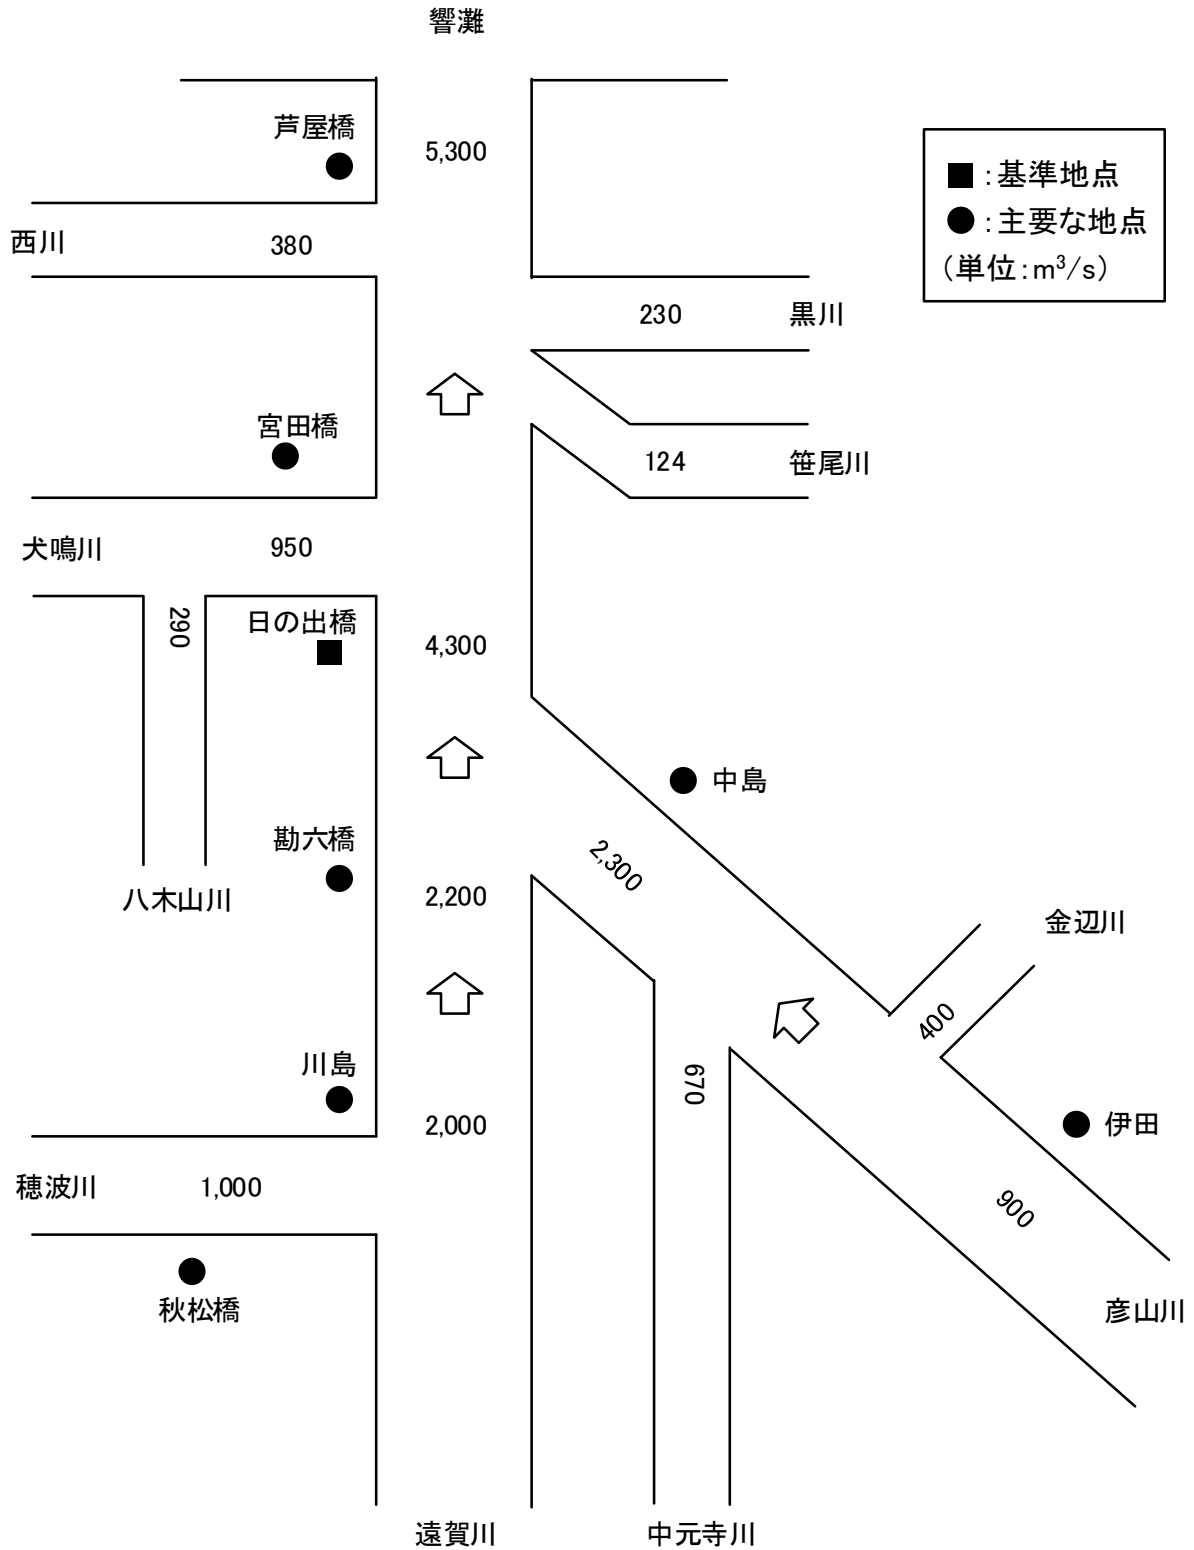 響灘
芦屋橋
5,300
■：基準地点
●：主要な地点
（単位：m³/s）
西川
380
230
黒川
宮田橋
124
笹尾川
犬鳴川
950
290
日の出橋
4,300
中島
勘六橋
2,300
八木山川
2,200
金辺川
400
川島
670
2,000
伊田
穂波川
1,000
900
秋松橋
彦山川
遠賀川
中元寺川